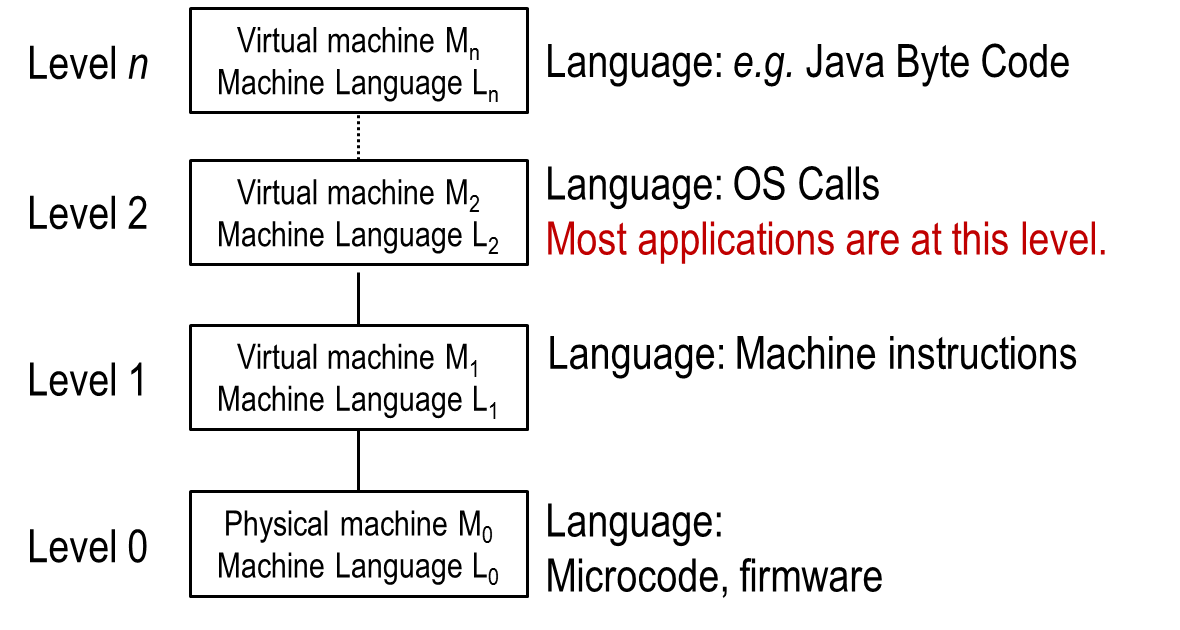 Level n
Virtual machine Mn
Machine Language Ln
Language: e.g. Java Byte Code
Level 2
Virtual machine M2
Machine Language L2
Language: OS Calls
Most applications are at this level.
Level 1
Virtual machine M1
Machine Language L1
Language: Machine instructions
Level 0
Physical machine M0
Machine Language L0
Language:
Microcode, firmware